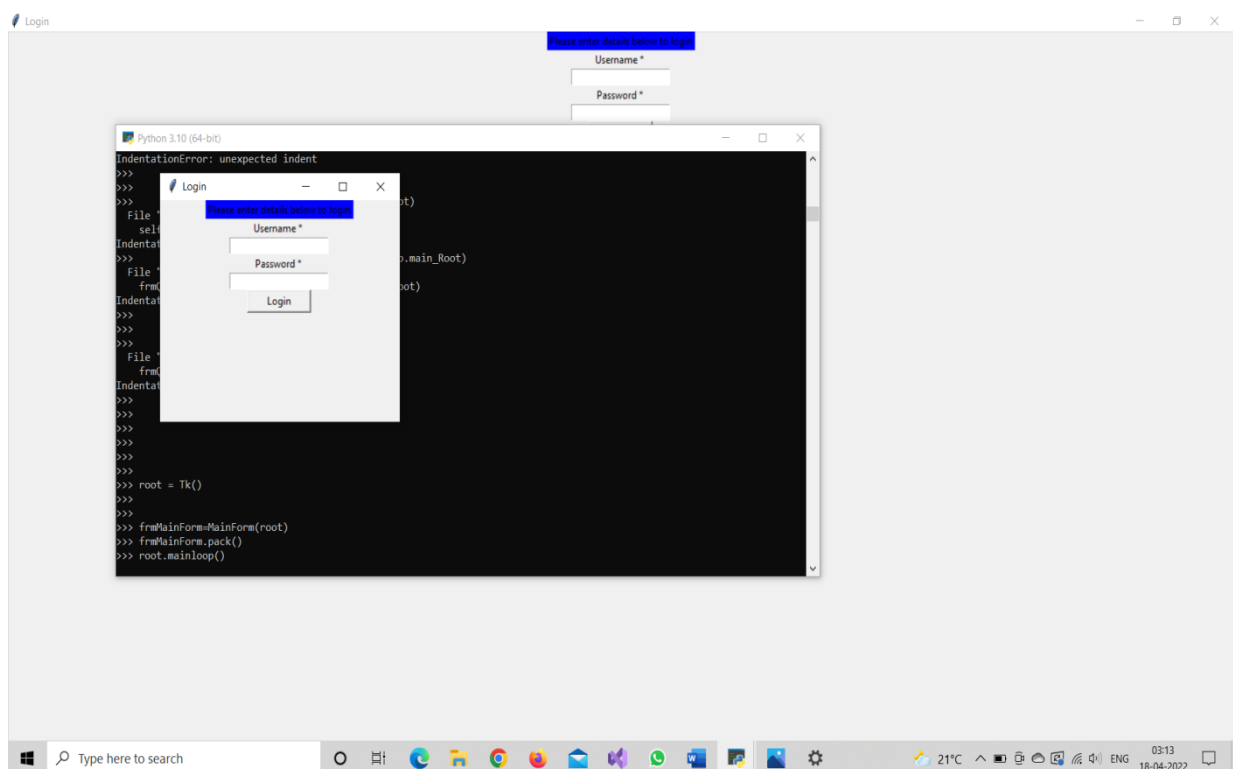 Login
Please enter details below to login
Username *
Password *
Python 3.10 (64-bit)
IndentationError: unexpected indent
>>>
>>>
>>> ot)
File "
self
Indentat
>>> o.main_Root)
File "
frm oot)
Indentat
>>>
>>>
>>>
File "
frm
Indentat
>>>
>>>
>>>
>>>
>>>
>>>
>>> root = Tk()
>>>
>>>
>>> frmMainForm=MainForm(root)
>>> frmMainForm.pack()
>>> root.mainloop()
Login
Please enter details below to login
Username *
Password *
Login
Type here to search
21°C ENG
03:13
18-04-2022